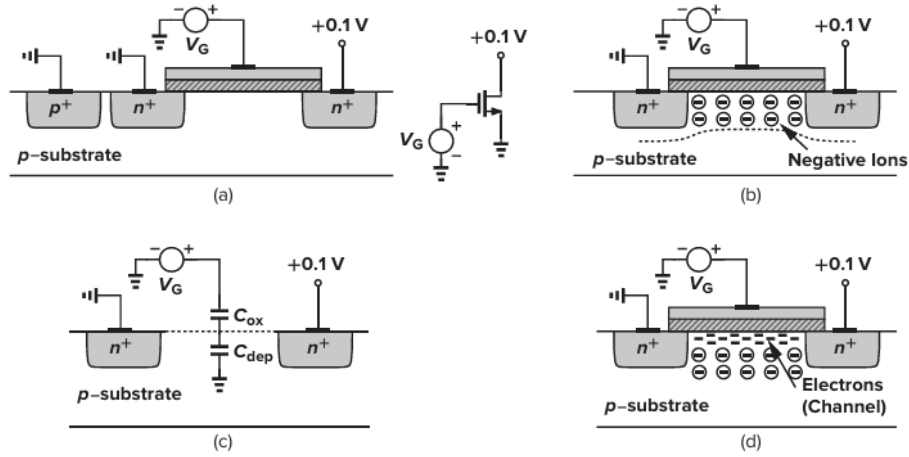 − +
V_G
+0.1 V
p+
n+
n+
p−substrate
(a)
+0.1 V
V_G
+
−
− +
V_G
+0.1 V
n+
n+
p−substrate
Negative Ions
(b)
− +
V_G
+0.1 V
C_ox
n+
C_dep
n+
p−substrate
(c)
− +
V_G
+0.1 V
n+
n+
Electrons
(Channel)
p−substrate
(d)